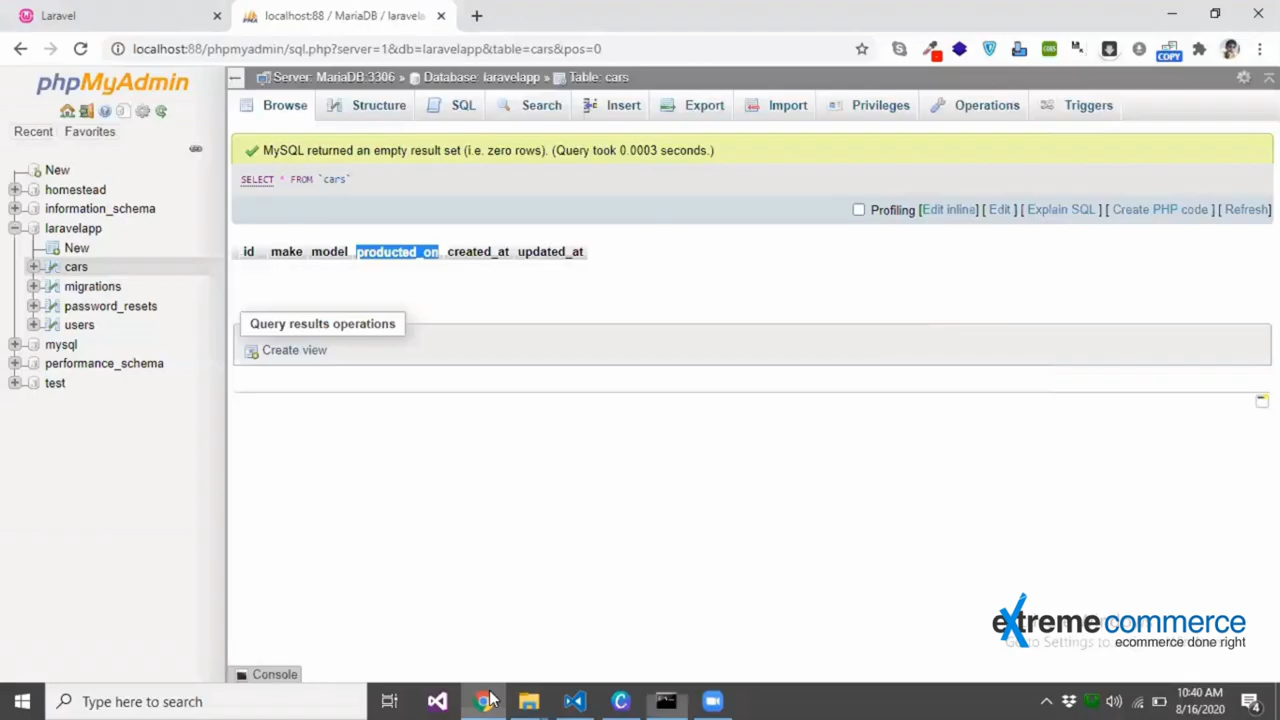 Laravel
localhost:88 / MariaDB / laravela
localhost:88/phpmyadmin/sql.php?server=1&db=laravelapp&table=cars&pos=0
COPY
phpMyAdmin
Recent
Favorites
New
homestead
information_schema
laravelapp
New
cars
migrations
password_resets
users
mysql
performance_schema
test
Server: MariaDB:3306 » Database: laravelapp » Table: cars
Browse Structure SQL Search Insert Export Import Privileges Operations Triggers
MySQL returned an empty result set (i.e. zero rows). (Query took 0.0003 seconds.)
SELECT * FROM `cars`
Profiling [Edit inline] [ Edit ] [ Explain SQL ] [ Create PHP code ] [ Refresh]
id make model producted_on created_at updated_at
Query results operations
Create view
extreme commerce
ecommerce done right
Console
Type here to search
10:40 AM
8/16/2020
4